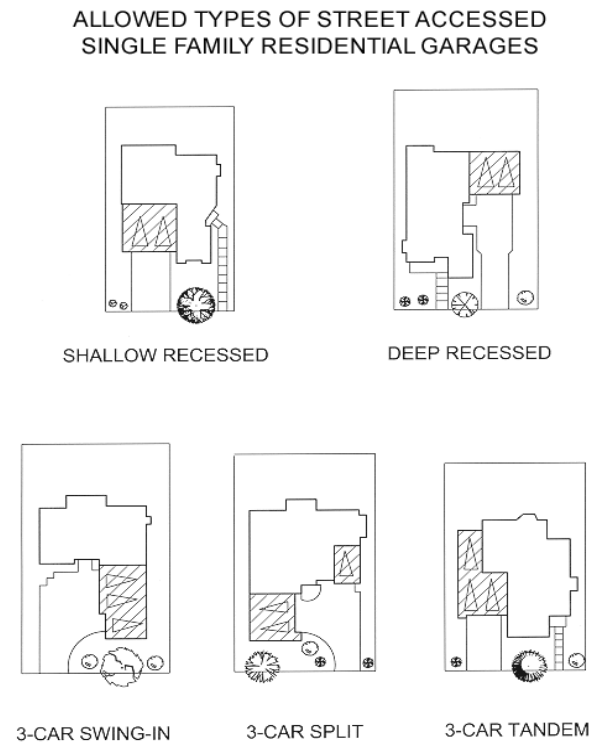 ALLOWED TYPES OF STREET ACCESSED
SINGLE FAMILY RESIDENTIAL GARAGES
SHALLOW RECESSED
DEEP RECESSED
3-CAR SWING-IN
3-CAR SPLIT
3-CAR TANDEM